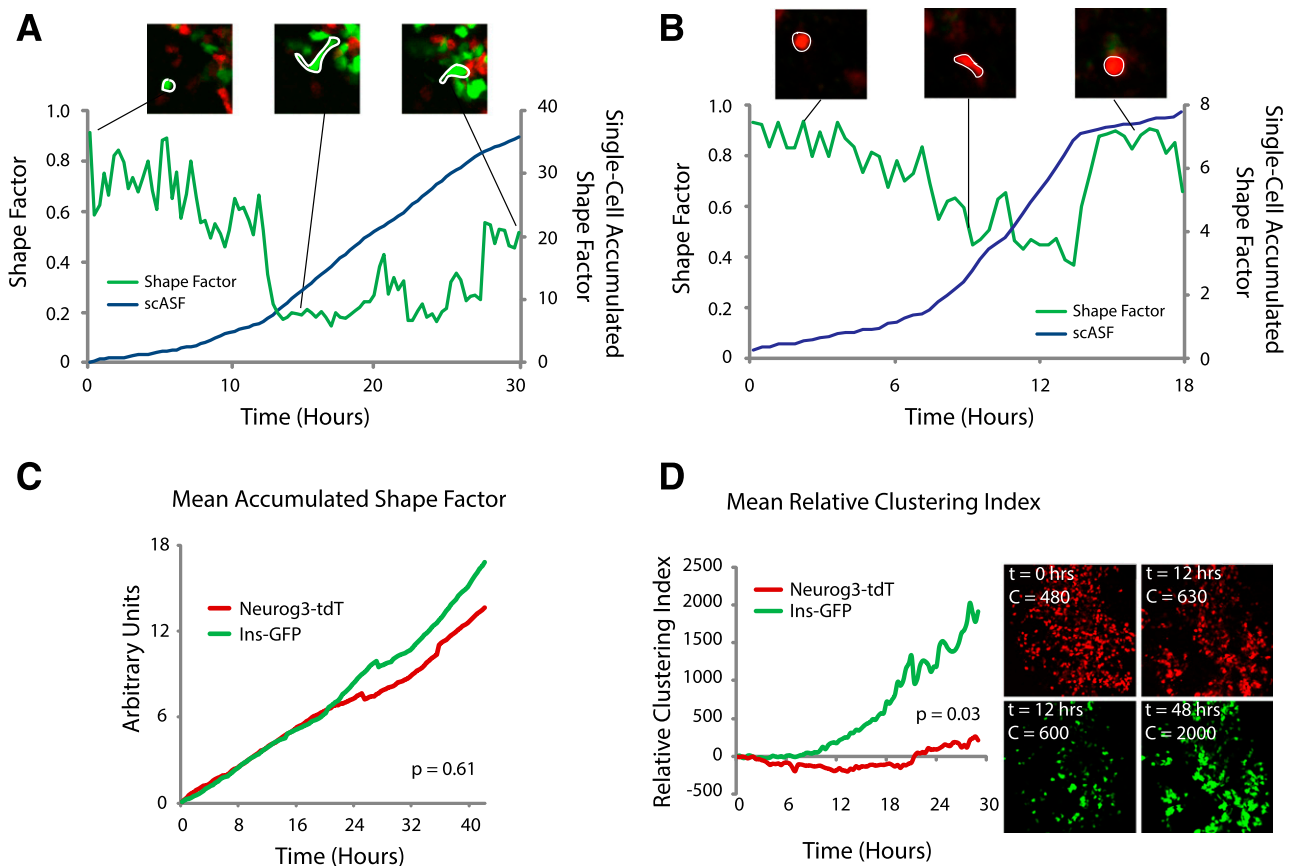 A
Shape Factor
1.0
0.8
0.6
0.4
0.2
0
Shape Factor
scASF
40
30
20
10
0
Single-Cell Accumulated
Shape Factor
0
10
20
30
Time (Hours)
B
Shape Factor
1.0
0.8
0.6
0.4
0.2
0
Shape Factor
scASF
8
6
4
2
0
Single-Cell Accumulated
Shape Factor
0
6
12
18
Time (Hours)
C
Mean Accumulated Shape Factor
Arbitrary Units
18
12
6
0
Neurog3-tdT
Ins-GFP
p = 0.61
0
8
16
24
32
40
Time (Hours)
D
Mean Relative Clustering Index
Relative Clustering Index
2500
2000
1500
1000
500
0
-500
Neurog3-tdT
Ins-GFP
p = 0.03
0
6
12
18
24
30
Time (Hours)
t = 0 hrs
C = 480
t = 12 hrs
C = 630
t = 12 hrs
C = 600
t = 48 hrs
C = 2000